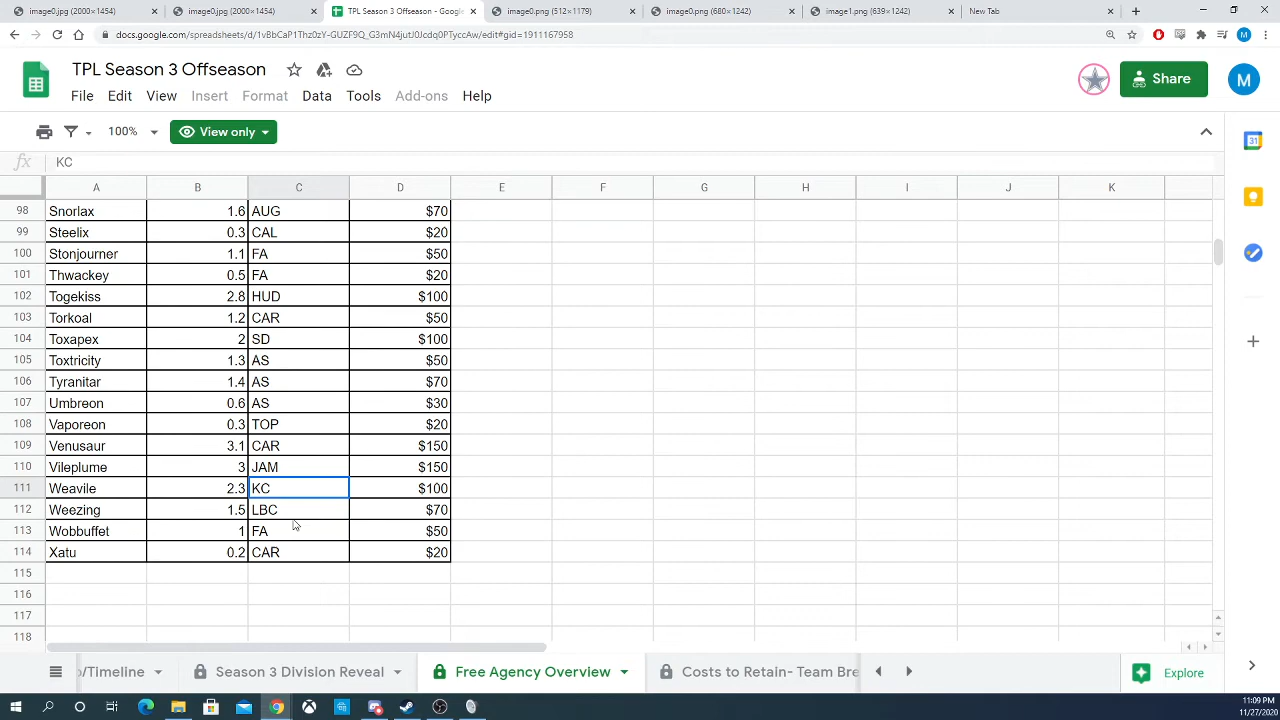 image0.jpg (2000×1454)
image0.jpg (2000×1454)
TPL Season 3 Offseason - Google
image0.png (512×1179)
image0.png (680×1242)
image1.png (639×1242)
New Tab
docs.google.com/spreadsheets/d/1vBbCaP1Thz0zY-GUZF9Q_G3mN4jutJ0Jcdq0PTyccAw/edit#gid=1911167958
M
TPL Season 3 Offseason
Share
M
File Edit View Insert Format Data Tools Add-ons Help
100% View only
31
fx KC
A B C D E F G H I J K
98 Snorlax 1.6 AUG $70
99 Steelix 0.3 CAL $20
100 Stonjourner 1.1 FA $50
101 Thwackey 0.5 FA $20
102 Togekiss 2.8 HUD $100
103 Torkoal 1.2 CAR $50
104 Toxapex 2 SD $100
105 Toxtricity 1.3 AS $50
106 Tyranitar 1.4 AS $70
107 Umbreon 0.6 AS $30
108 Vaporeon 0.3 TOP $20
109 Venusaur 3.1 CAR $150
110 Vileplume 3 JAM $150
111 Weavile 2.3 KC $100
112 Weezing 1.5 LBC $70
113 Wobbuffet 1 FA $50
114 Xatu 0.2 CAR $20
115
116
117
118
/Timeline Season 3 Division Reveal Free Agency Overview Costs to Retain- Team Bre Explore
11:09 PM
11/27/2020